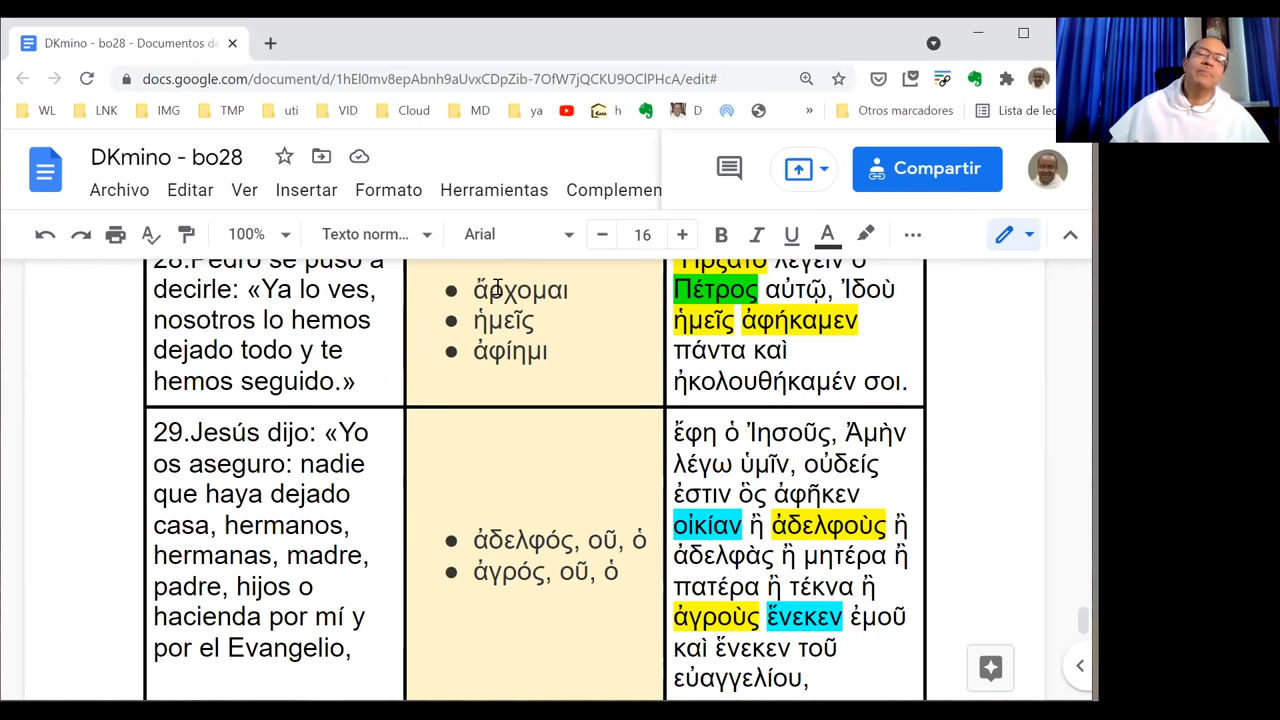 DKmino - bo28 - Documentos de
docs.google.com/document/d/1hEl0mv8epAbnh9aUvxCDpZib-7OfW7jQCKU9OClPHcA/edit#
WL LNK IMG TMP uti VID Cloud MD ya h D » Otros marcadores Lista de lec
DKmino - bo28
Compartir
Archivo Editar Ver Insertar Formato Herramientas Complemen
100% Texto norm... Arial 16 B I U A
28.Pedro se puso a
decirle: «Ya lo ves,
nosotros lo hemos
dejado todo y te
hemos seguido.»
● ἄρχομαι
● ἡμεῖς
● ἀφίημι
Ἤρξατο λέγειν ὁ
Πέτρος αὐτῷ, Ἰδοὺ
ἡμεῖς ἀφήκαμεν
πάντα καὶ
ἠκολουθήκαμέν σοι.
29.Jesús dijo: «Yo
os aseguro: nadie
que haya dejado
casa, hermanos,
hermanas, madre,
padre, hijos o
hacienda por mí y
por el Evangelio,
● ἀδελφός, οῦ, ὁ
● ἀγρός, οῦ, ὁ
ἔφη ὁ Ἰησοῦς, Ἀμὴν
λέγω ὑμῖν, οὐδείς
ἐστιν ὃς ἀφῆκεν
οἰκίαν ἢ ἀδελφοὺς ἢ
ἀδελφὰς ἢ μητέρα ἢ
πατέρα ἢ τέκνα ἢ
ἀγροὺς ἕνεκεν ἐμοῦ
καὶ ἕνεκεν τοῦ
εὐαγγελίου,